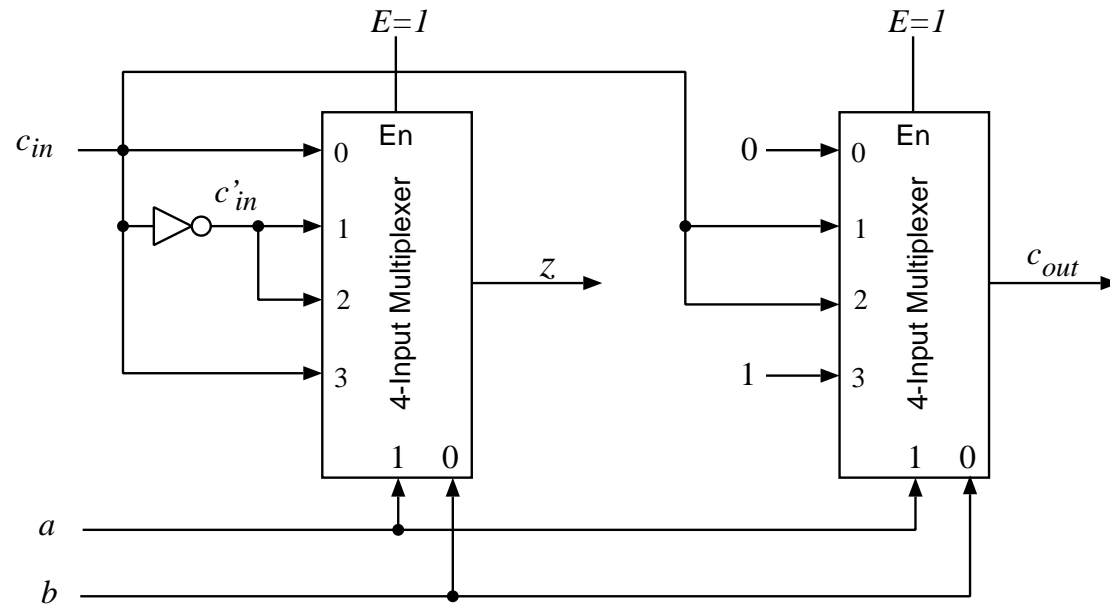 E=1
E=1
c_in
c'_in
En
0
1
2
3
4-Input Multiplexer
1 0
z
0
1
En
0
1
2
3
4-Input Multiplexer
1 0
c_out
a
b